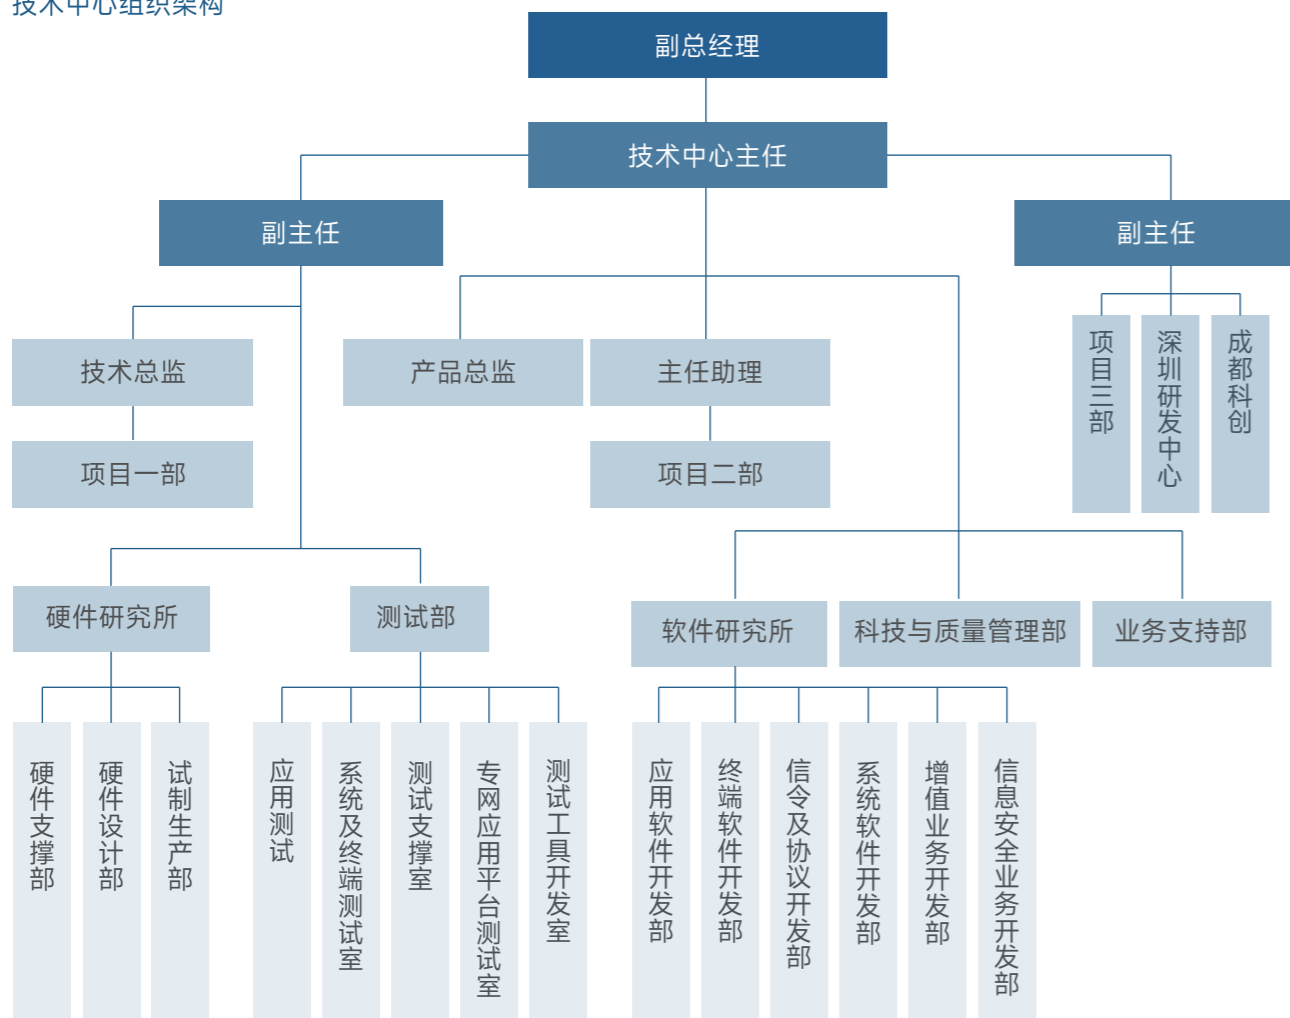 技术中心组织架构
副总经理
技术中心主任
副主任
副主任
技术总监
产品总监
主任助理
项目三部
深圳研发中心
成都科创
项目一部
项目二部
硬件研究所
测试部
软件研究所
科技与质量管理部
业务支持部
硬件支撑部
硬件设计部
试制生产部
应用测试
系统及终端测试室
测试支撑室
专网应用平台测试室
测试工具开发室
应用软件开发部
终端软件开发部
信令及协议开发部
系统软件开发部
增值业务开发部
信息安全业务开发部